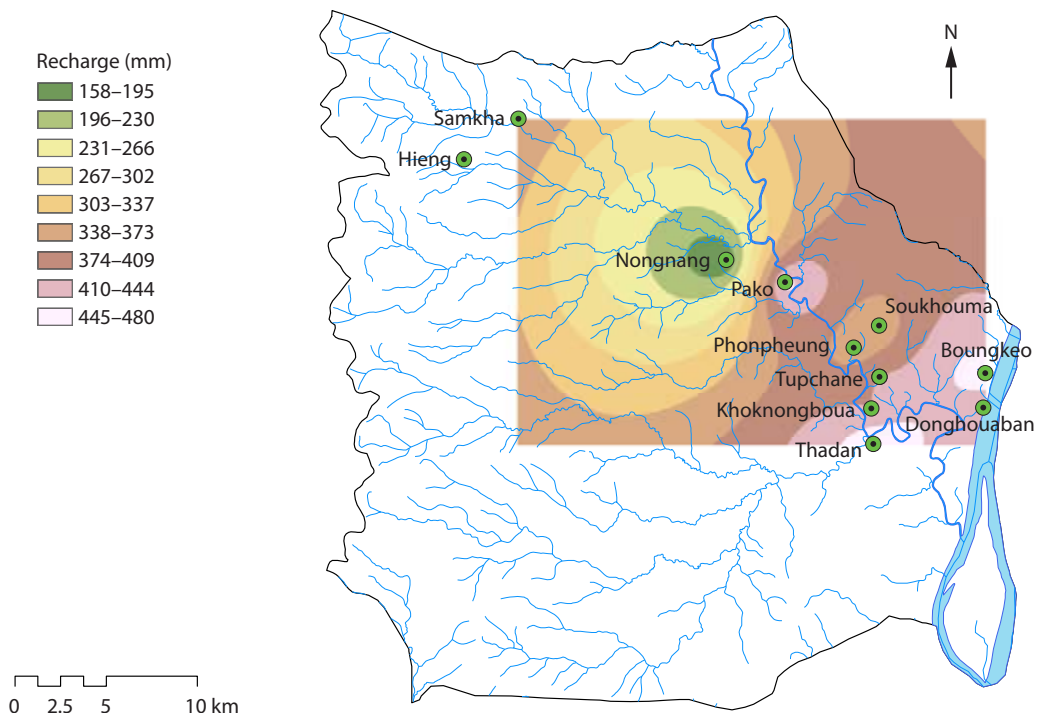 Recharge (mm)
158–195
196–230
231–266
267–302
303–337
338–373
374–409
410–444
445–480
N
Samkha
Hieng
Nongnang
Pako
Soukhouma
Phonpheung
Boungkeo
Tupchane
Khoknongboua
Donghouaban
Thadan
0 2.5 5 10 km